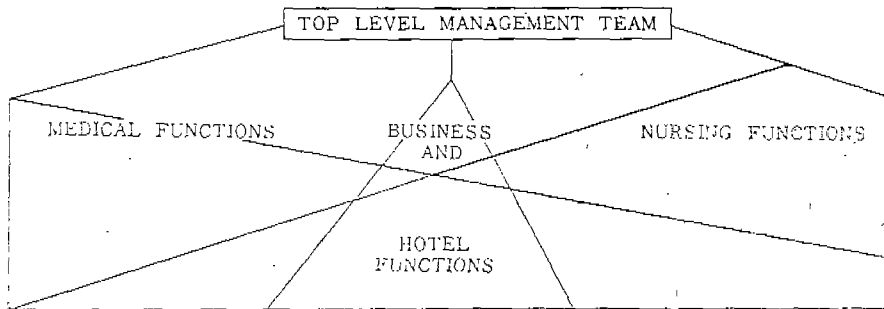 TOP LEVEL MANAGEMENT TEAM
MEDICAL FUNCTIONS
BUSINESS
AND
HOTEL
FUNCTIONS
NURSING FUNCTIONS